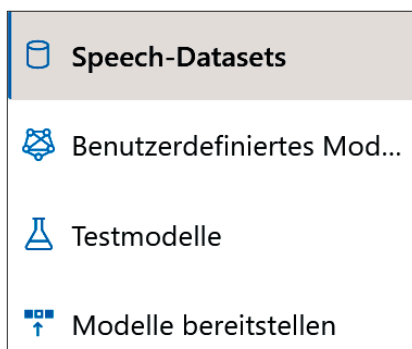 Speech-Datasets
Benutzerdefiniertes Mod...
Testmodelle
Modelle bereitstellen